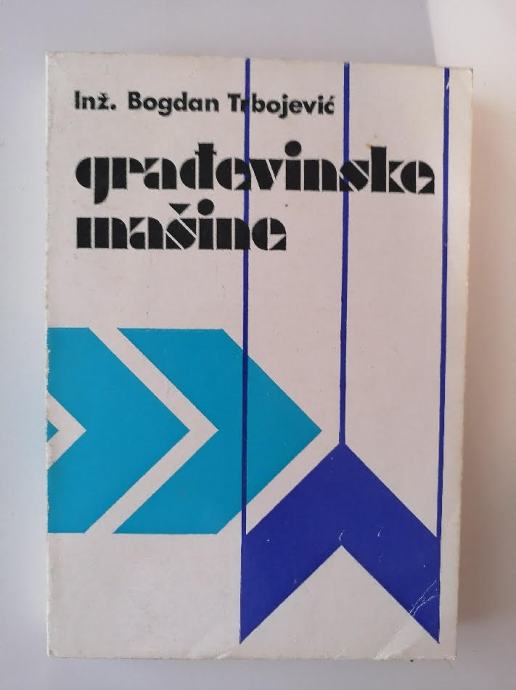 Inž. Bogdan Trbojević
građevinske
mašine